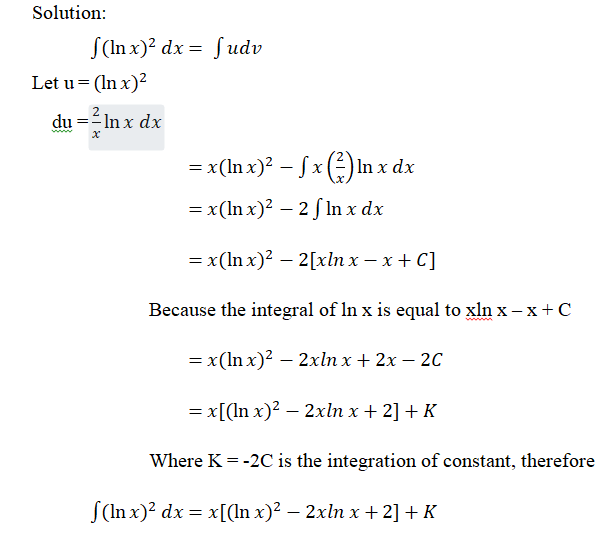 Solution:
∫(ln x)² dx = ∫udv
Let u = (ln x)²
du = 2/x ln x dx
= x(ln x)² − ∫ x (2/x) ln x dx
= x(ln x)² − 2 ∫ ln x dx
= x(ln x)² − 2[xln x − x + C]
Because the integral of ln x is equal to xln x – x + C
= x(ln x)² − 2xln x + 2x − 2C
= x[(ln x)² − 2xln x + 2] + K
Where K = -2C is the integration of constant, therefore
∫(ln x)² dx = x[(ln x)² − 2xln x + 2] + K